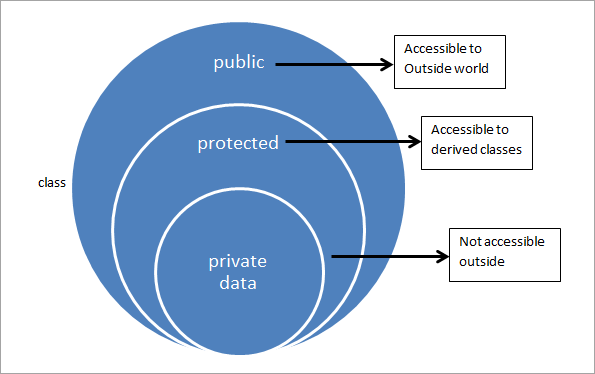 public
Accessible to
Outside world
protected
Accessible to
derived classes
class
private
data
Not accessible
outside